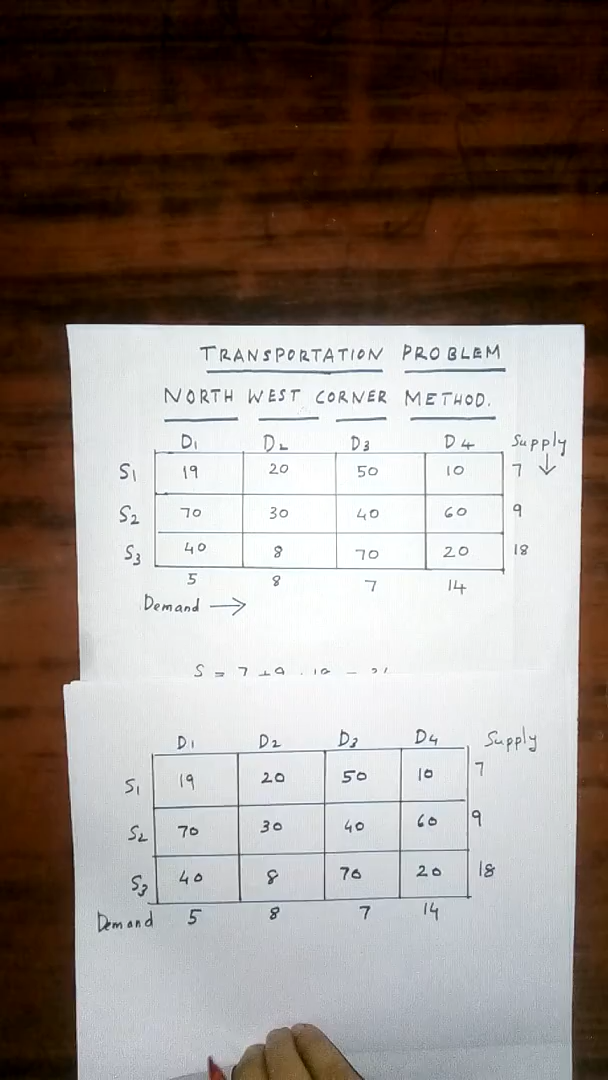 TRANSPORTATION PROBLEM
NORTH WEST CORNER METHOD.
D1 D2 D3 D4 Supply ↓
S1 19 20 50 10 7
S2 70 30 40 60 9
S3 40 8 70 20 18
5 8 7 14
Demand →
S = 7 + 9
D1 D2 D3 D4 Supply
S1 19 20 50 10 7
S2 70 30 40 60 9
S3 40 8 70 20 18
Demand 5 8 7 14